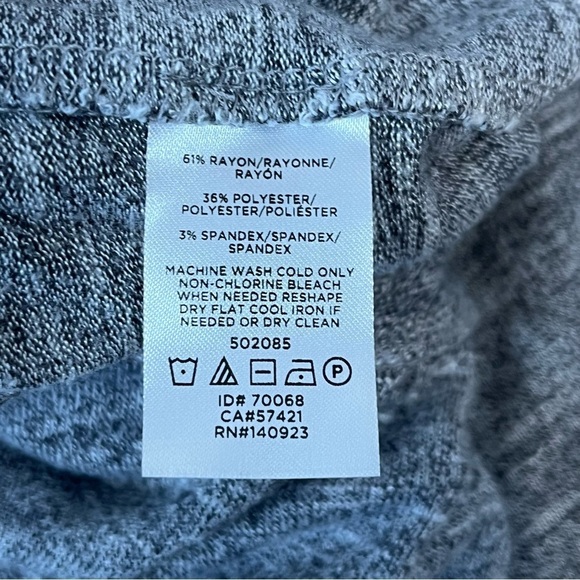 61% RAYON/RAYONNE/
RAYÓN
36% POLYESTER/
POLYESTER/POLIÉSTER
3% SPANDEX/SPANDEX/
SPANDEX
MACHINE WASH COLD ONLY
NON-CHLORINE BLEACH
WHEN NEEDED RESHAPE
DRY FLAT COOL IRON IF
NEEDED OR DRY CLEAN
502085
P
ID# 70068
CA#57421
RN#140923